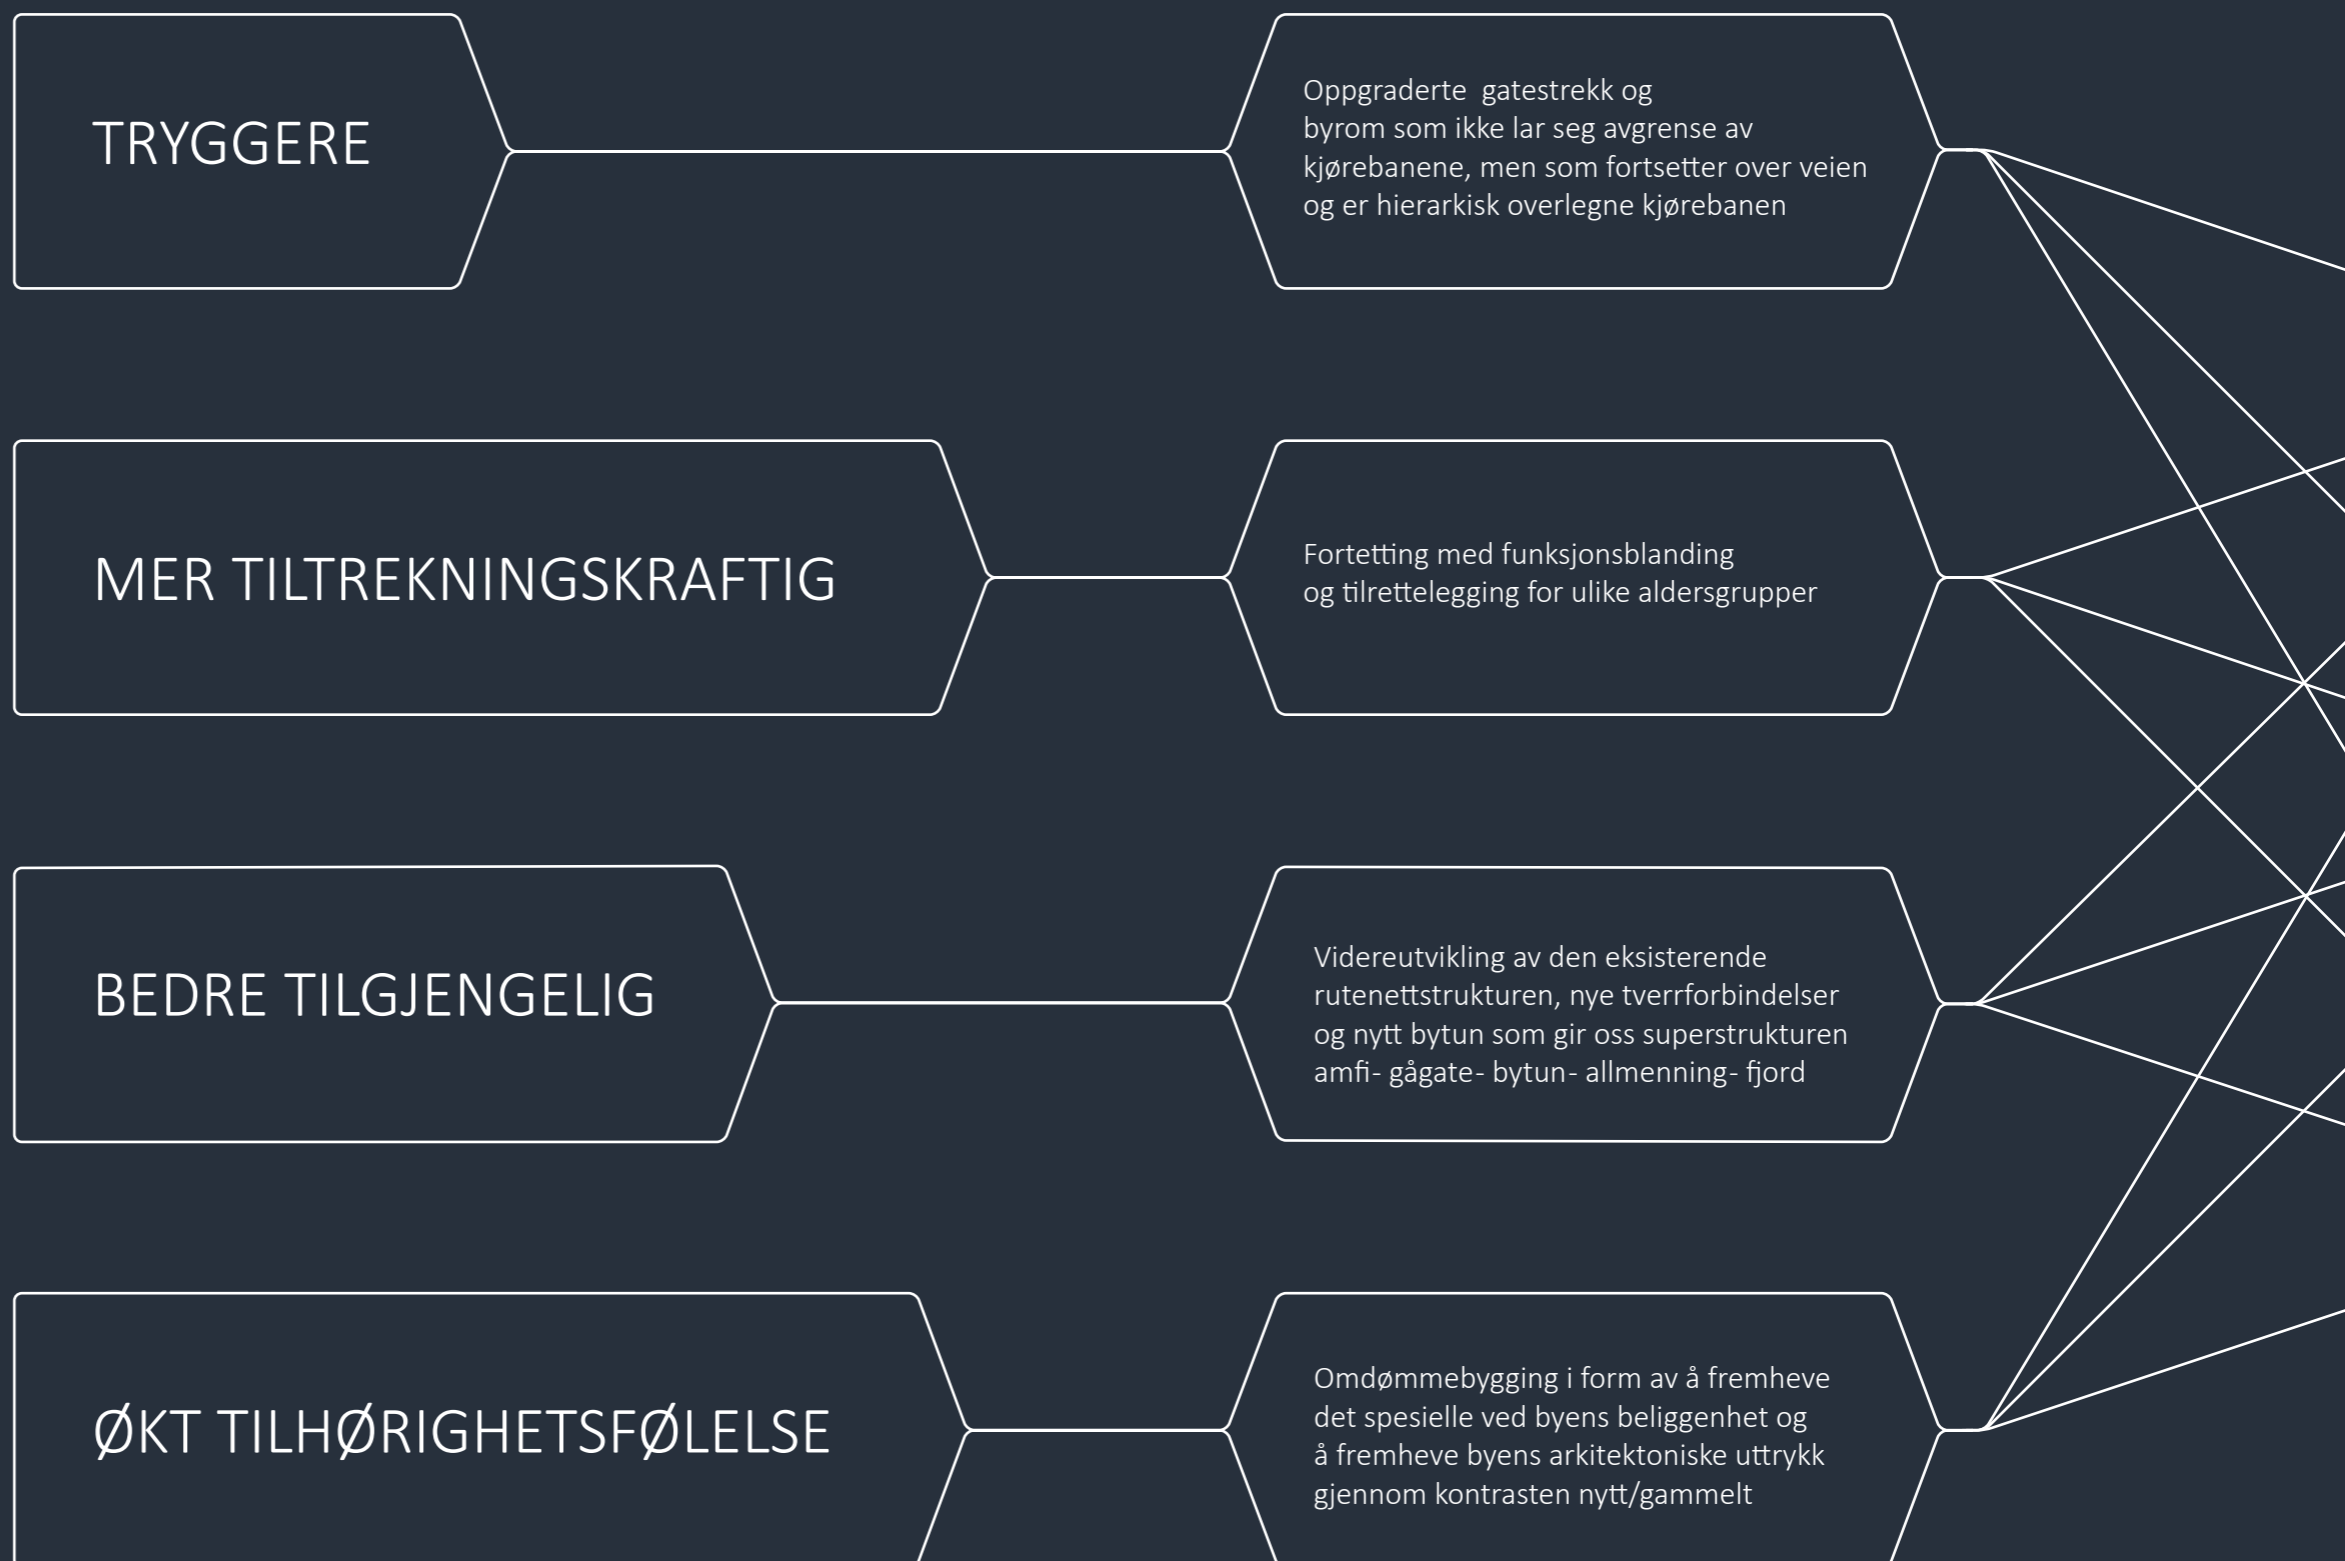 TRYGGERE
Oppgraderte gatestrekk og
byrom som ikke lar seg avgrense av
kjørebanene, men som fortsetter over veien
og er hierarkisk overlegne kjørebanen
MER TILTREKNINGSKRAFTIG
Fortetting med funksjonsblanding
og tilrettelegging for ulike aldersgrupper
BEDRE TILGJENGELIG
Videreutvikling av den eksisterende
rutenettstrukturen, nye tverrforbindelser
og nytt bytun som gir oss superstrukturen
amfi- gågate- bytun- allmenning- fjord
ØKT TILHØRIGHETSFØLELSE
Omdømmebygging i form av å fremheve
det spesielle ved byens beliggenhet og
å fremheve byens arkitektoniske uttrykk
gjennom kontrasten nytt/gammelt